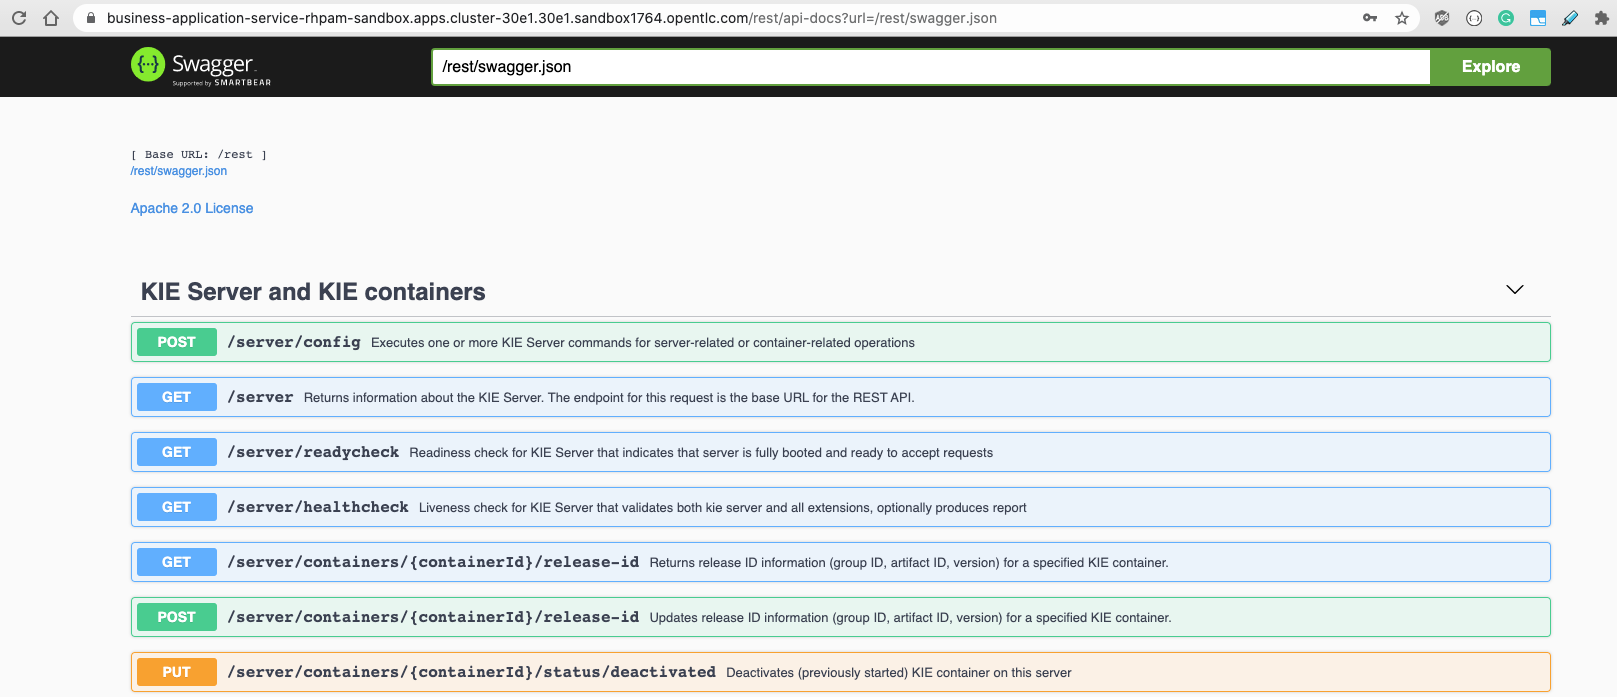 business-application-service-rhpam-sandbox.apps.cluster-30e1.30e1.sandbox1764.opentlc.com/rest/api-docs?url=/rest/swagger.json
Swagger
Supported by SMARTBEAR
/rest/swagger.json
Explore
[ Base URL: /rest ]
/rest/swagger.json
Apache 2.0 License
KIE Server and KIE containers
POST /server/config Executes one or more KIE Server commands for server-related or container-related operations
GET /server Returns information about the KIE Server. The endpoint for this request is the base URL for the REST API.
GET /server/readycheck Readiness check for KIE Server that indicates that server is fully booted and ready to accept requests
GET /server/healthcheck Liveness check for KIE Server that validates both kie server and all extensions, optionally produces report
GET /server/containers/{containerId}/release-id Returns release ID information (group ID, artifact ID, version) for a specified KIE container.
POST /server/containers/{containerId}/release-id Updates release ID information (group ID, artifact ID, version) for a specified KIE container.
PUT /server/containers/{containerId}/status/deactivated Deactivates (previously started) KIE container on this server